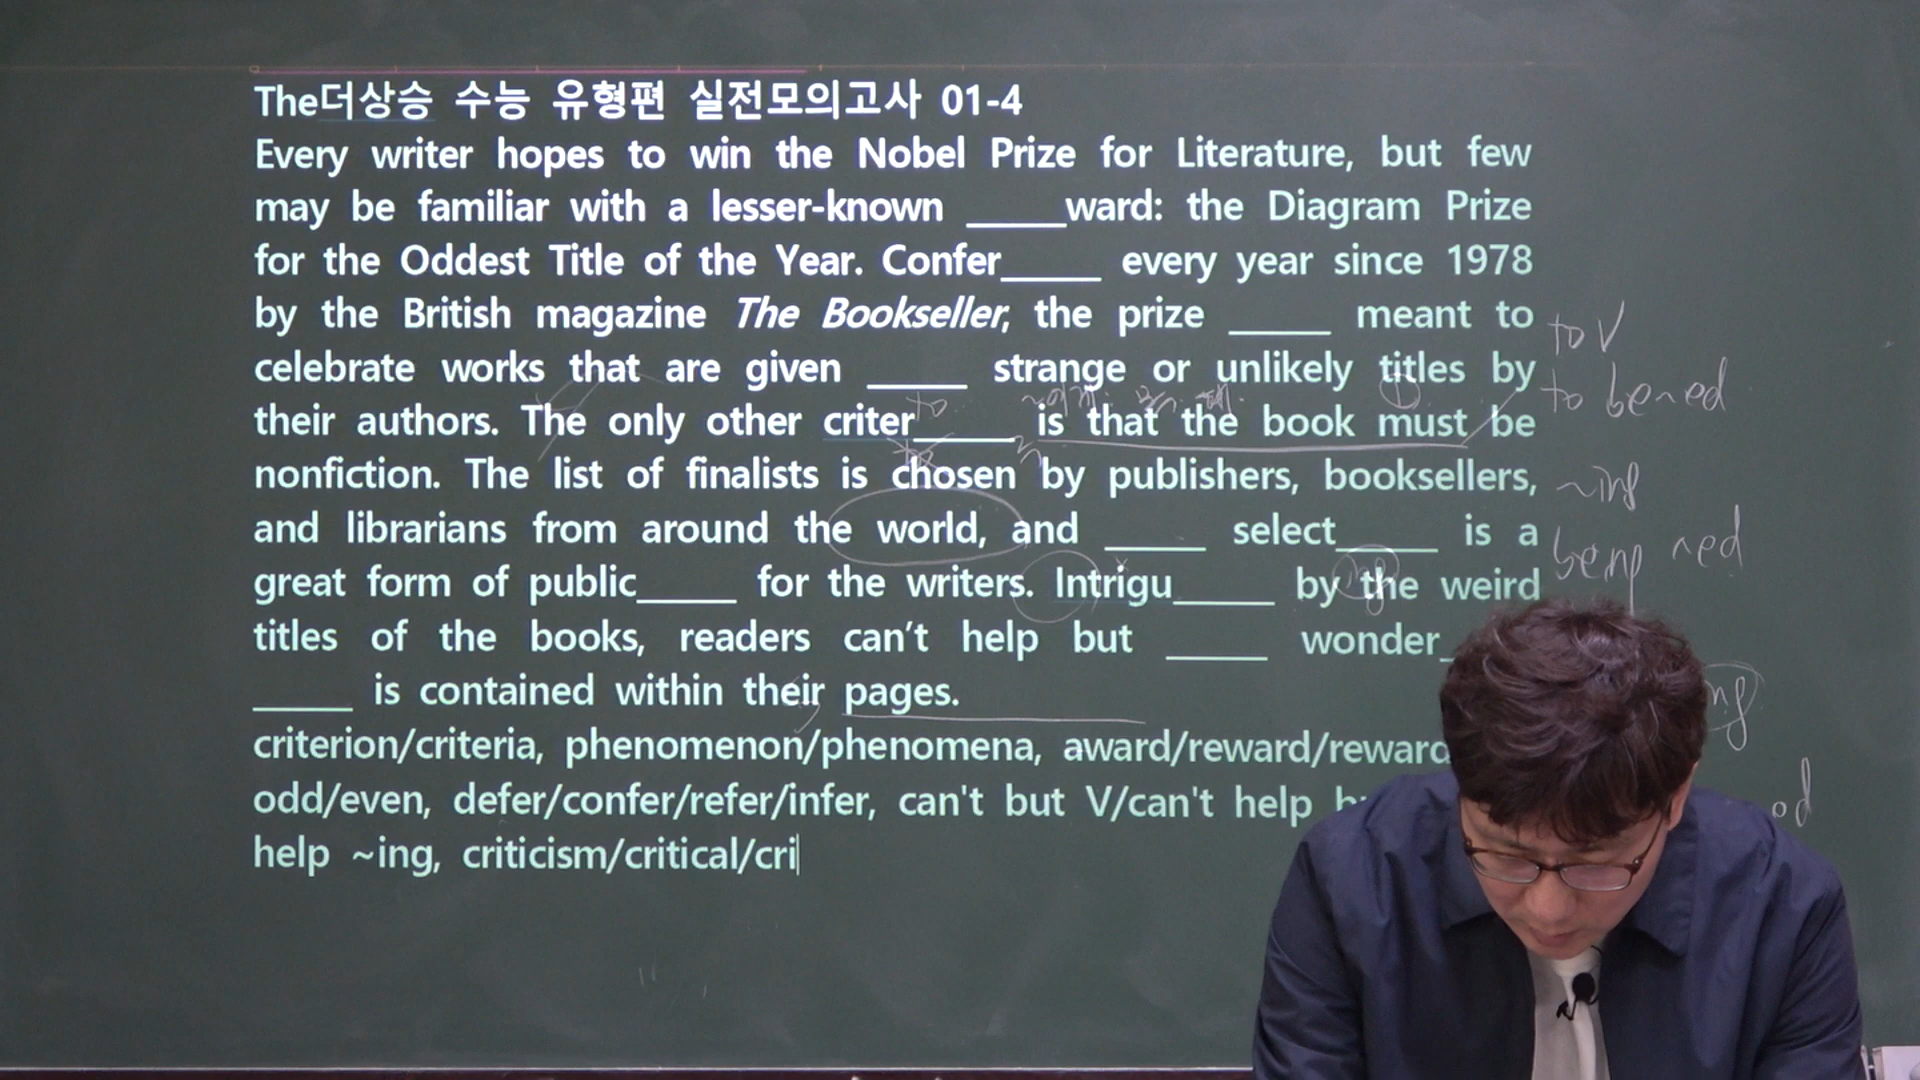 The더상승 수능 유형편 실전모의고사 01-4
Every writer hopes to win the Nobel Prize for Literature, but few
may be familiar with a lesser-known _____ward: the Diagram Prize
for the Oddest Title of the Year. Confer_____ every year since 1978
by the British magazine The Bookseller, the prize _____ meant to
to V
celebrate works that are given _____ strange or unlikely titles by
their authors. The only other criter_____ is that the book must be
nonfiction. The list of finalists is chosen by publishers, booksellers,
~ing
and librarians from around the world, and _____ select_____ is a
great form of public_____ for the writers. Intrigu_____ by the weird
titles of the books, readers can't help but _____ wonder_
_____ is contained within their pages.
criterion/criteria, phenomenon/phenomena, award/reward/reward
odd/even, defer/confer/refer/infer, can't but V/can't help
help ~ing, criticism/critical/cri